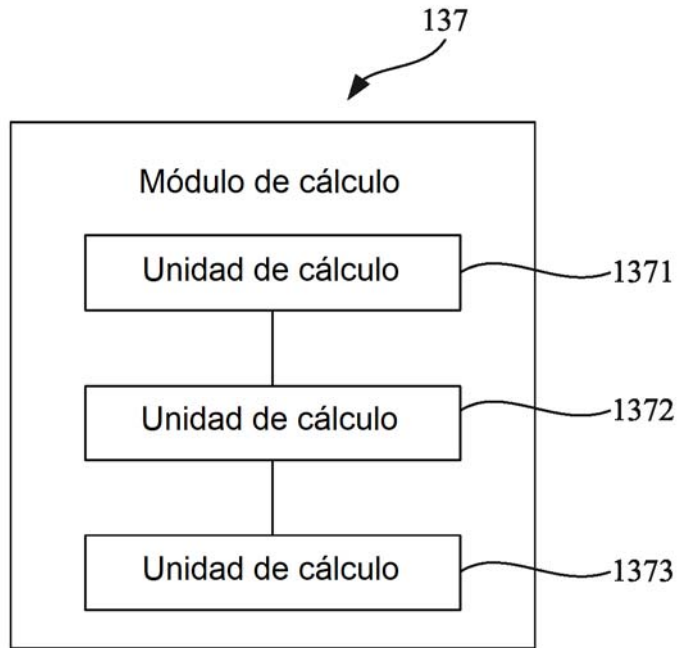 137
Módulo de cálculo
Unidad de cálculo
1371
Unidad de cálculo
1372
Unidad de cálculo
1373